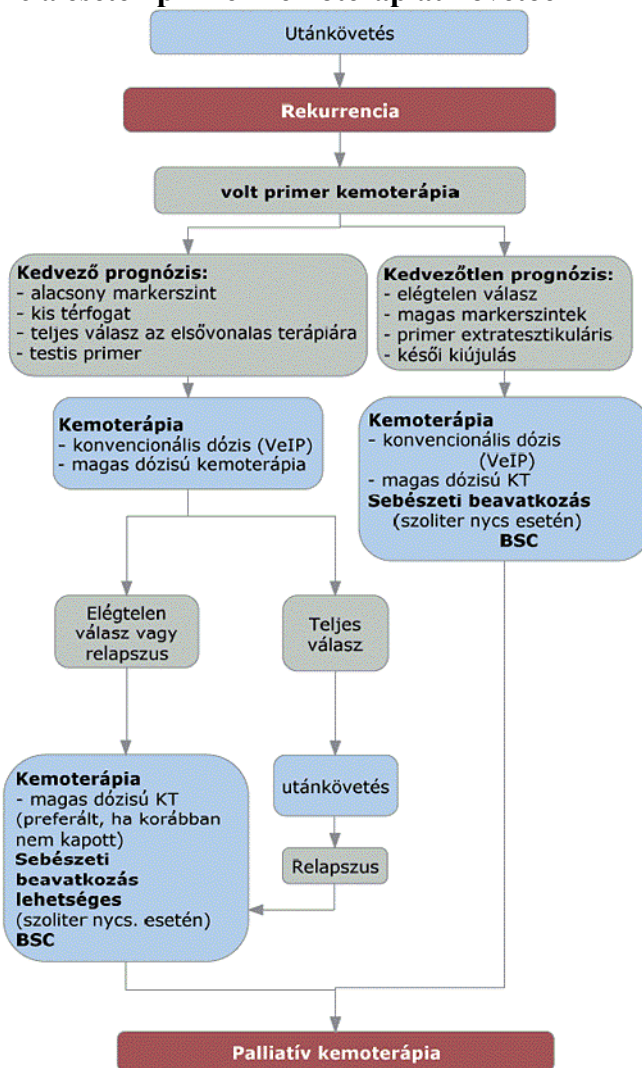 Utánkövetés
Rekurrencia
volt primer kemoterápia
Kedvező prognózis:
- alacsony markerszint
- kis térfogat
- teljes válasz az elsővonalas terápiára
- testis primer
Kedvezőtlen prognózis:
- elégtelen válasz
- magas markerszintek
- primer extratesztikuláris
- késői kiújulás
Kemoterápia
- konvencionális dózis (VeIP)
- magas dózisú kemoterápia
Kemoterápia
- konvencionális dózis
(VeIP)
- magas dózisú KT
Sebészeti beavatkozás
(szoliter nycs esetén)
BSC
Elégtelen
válasz vagy
relapszus
Teljes
válasz
Kemoterápia
- magas dózisú KT
(preferált, ha korábban
nem kapott)
Sebészeti
beavatkozás
lehetséges
(szoliter nycs. esetén)
BSC
utánkövetés
Relapszus
Palliatív kemoterápia